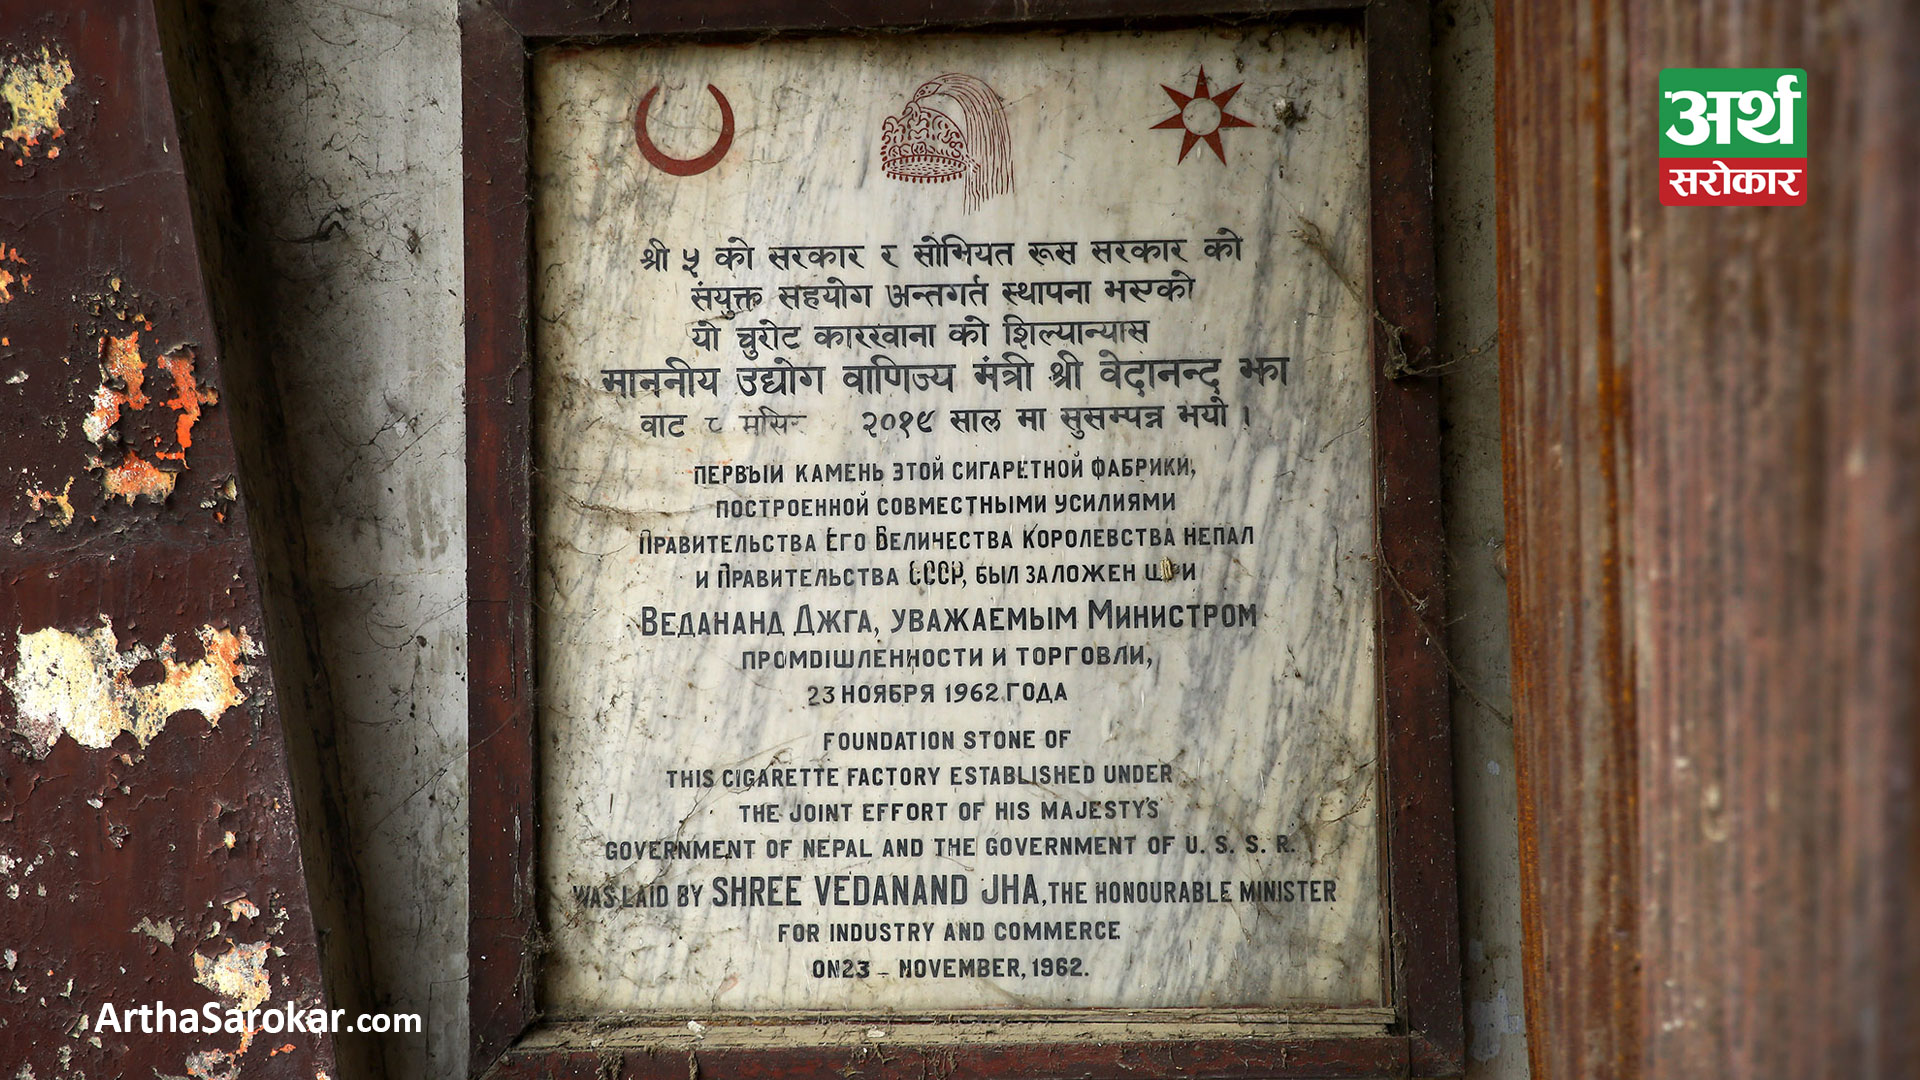 अर्थ
सरोकार
श्री ५ को सरकार र सोभियत रूस सरकार को
संयुक्त सहयोग अन्तगर्त स्थापना भएको
यो चुरोट कारखाना को शिल्यान्यास
माननीय उद्योग वाणिज्य मंत्री श्री वेदानन्द झा
वाट ८ २०१९ साल मा सुसम्पन्न भयो ।
ПЕРВЫЙ КАМЕНЬ ЭТОЙ СИГАРЕТНОЙ ФАБРИКИ,
ПОСТРОЕННОЙ СОВМЕСТНЫМИ УСИЛИЯМИ
ПРАВИТЕЛЬСТВА ЕГО ВЕЛИЧЕСТВА КОРОЛЕВСТВА НЕПАЛ
И ПРАВИТЕЛЬСТВА СССР, БЫЛ ЗАЛОЖЕН
ВЕДАНАНД ДЖГА, УВАЖАЕМЫМ МИНИСТРОМ
ПРОМЫШЛЕННОСТИ И ТОРГОВЛИ,
23 НОЯБРЯ 1962 ГОДА
FOUNDATION STONE OF
THIS CIGARETTE FACTORY ESTABLISHED UNDER
THE JOINT EFFORT OF HIS MAJESTY'S
GOVERNMENT OF NEPAL AND THE GOVERNMENT OF U. S. S. R.
WAS LAID BY SHREE VEDANAND JHA, THE HONOURABLE MINISTER
FOR INDUSTRY AND COMMERCE
ON 23 - NOVEMBER, 1962.
ArthaSarokar.com